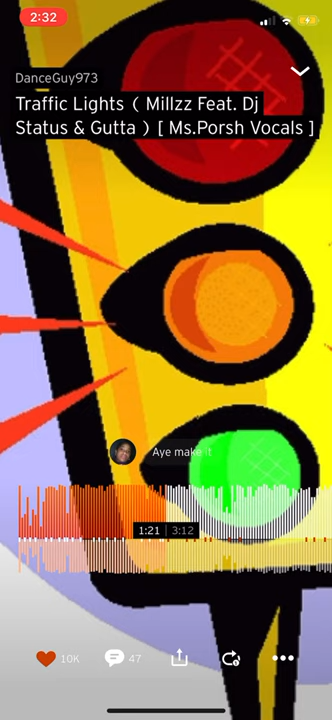 2:32
DanceGuy973
Traffic Lights ( Millzz Feat. Dj
Status & Gutta ) [ Ms.Porsh Vocals ]
Aye make it
1:21 | 3:12
10K
47